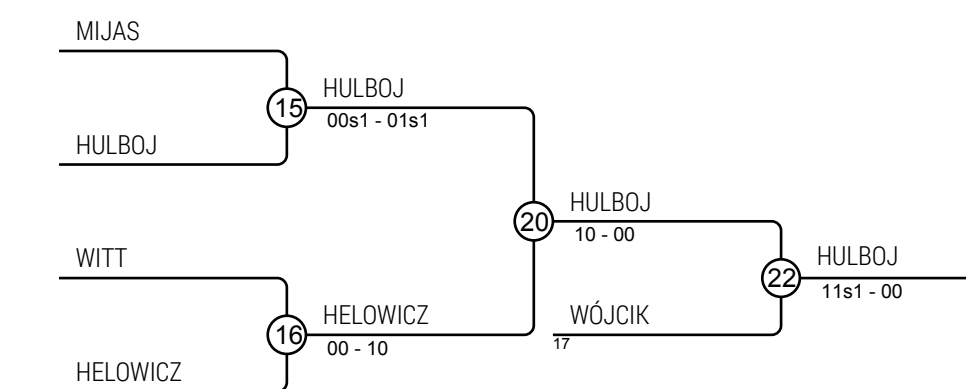 MIJAS
HULBOJ
15
00s1 - 01s1
HULBOJ
HULBOJ
20
10 - 00
WITT
HULBOJ
22
11s1 - 00
HELOWICZ
16
00 - 10
WÓJCIK
17
HELOWICZ